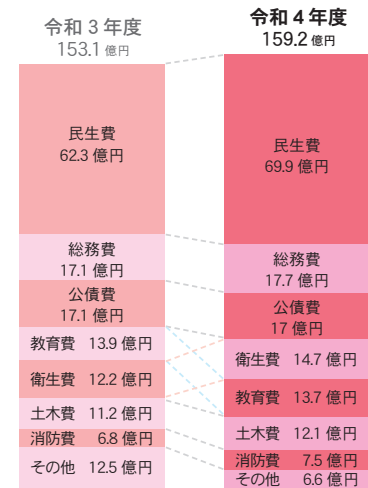 令和 3 年度
153.1 億円
民生費
62.3 億円
総務費
17.1 億円
公債費
17.1 億円
教育費 13.9 億円
衛生費 12.2 億円
土木費 11.2 億円
消防費 6.8 億円
その他 12.5 億円
令和 4 年度
159.2 億円
民生費
69.9 億円
総務費
17.7 億円
公債費
17 億円
衛生費 14.7 億円
教育費 13.7 億円
土木費 12.1 億円
消防費 7.5 億円
その他 6.6 億円